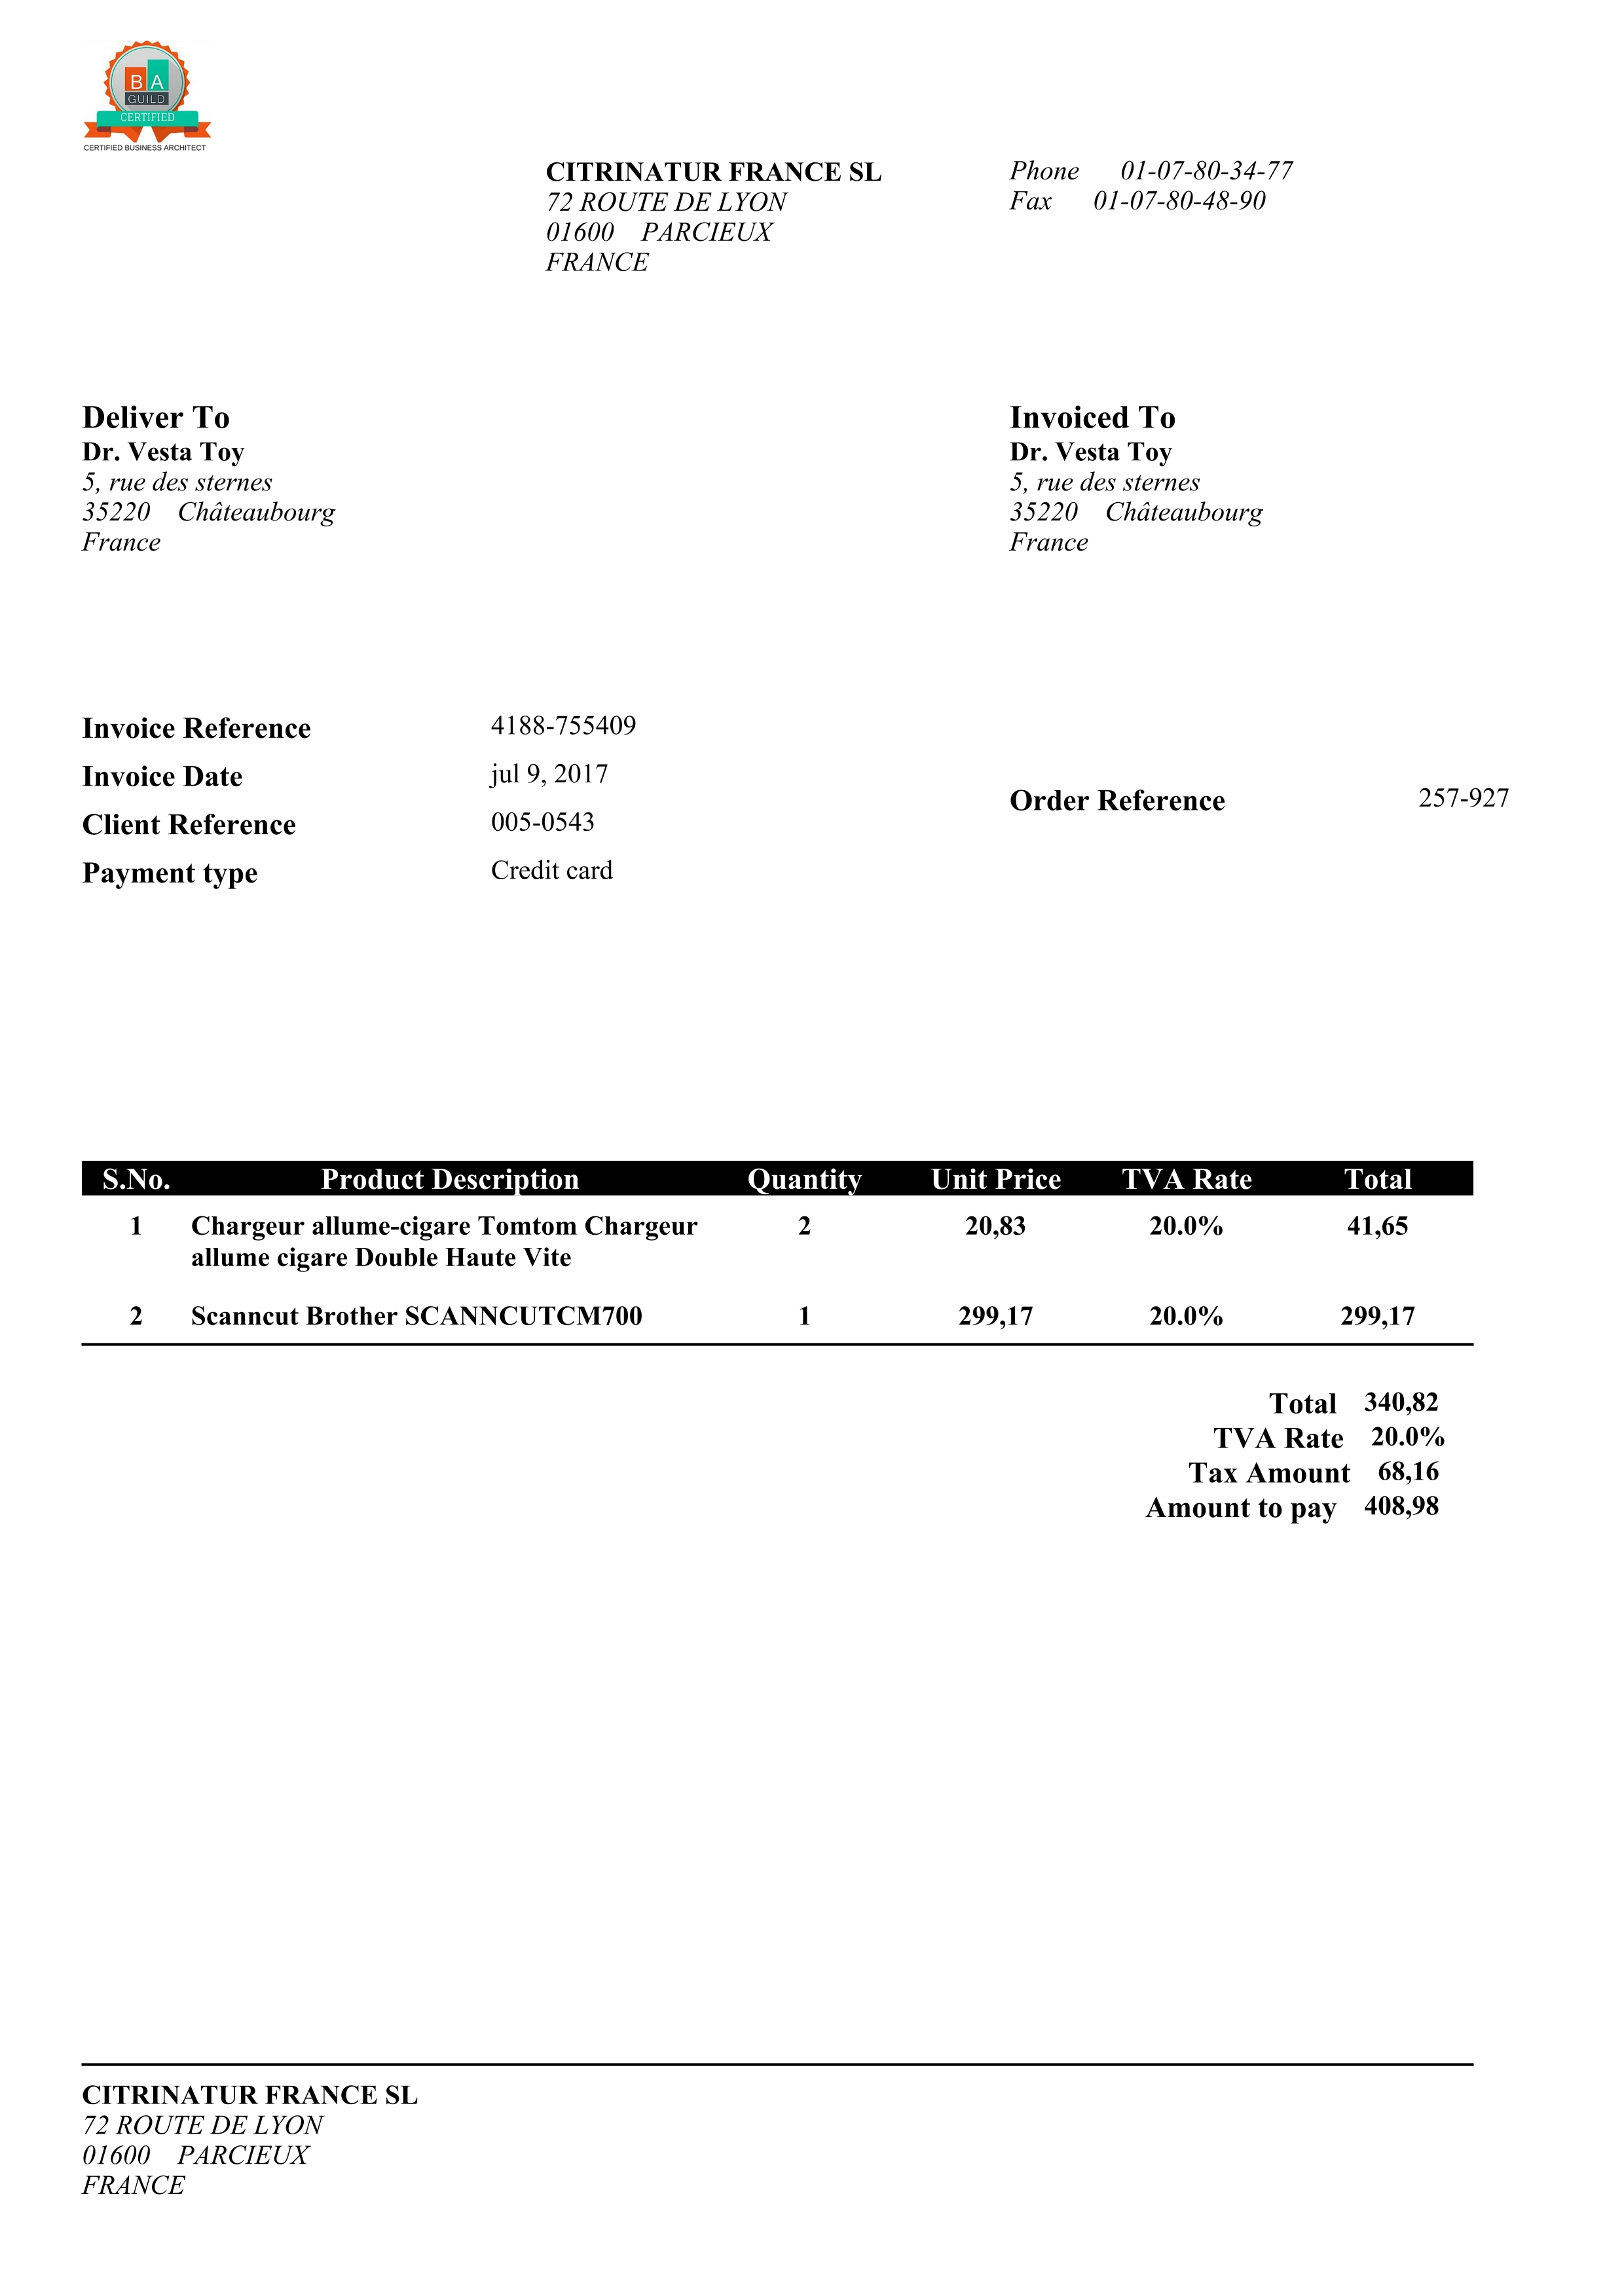 B A
GUILD
CERTIFIED
CERTIFIED BUSINESS ARCHITECT
CITRINATUR FRANCE SL
72 ROUTE DE LYON
01600 PARCIEUX
FRANCE
Phone 01-07-80-34-77
Fax 01-07-80-48-90
Deliver To
Dr. Vesta Toy
5, rue des sternes
35220 Châteaubourg
France
Invoiced To
Dr. Vesta Toy
5, rue des sternes
35220 Châteaubourg
France
Invoice Reference 4188-755409
Invoice Date jul 9, 2017
Client Reference 005-0543
Payment type Credit card
Order Reference 257-927
S.No. Product Description Quantity Unit Price TVA Rate Total
1 Chargeur allume-cigare Tomtom Chargeur 2 20,83 20.0% 41,65
allume cigare Double Haute Vite
2 Scanncut Brother SCANNCUTCM700 1 299,17 20.0% 299,17
Total 340,82
TVA Rate 20.0%
Tax Amount 68,16
Amount to pay 408,98
CITRINATUR FRANCE SL
72 ROUTE DE LYON
01600 PARCIEUX
FRANCE